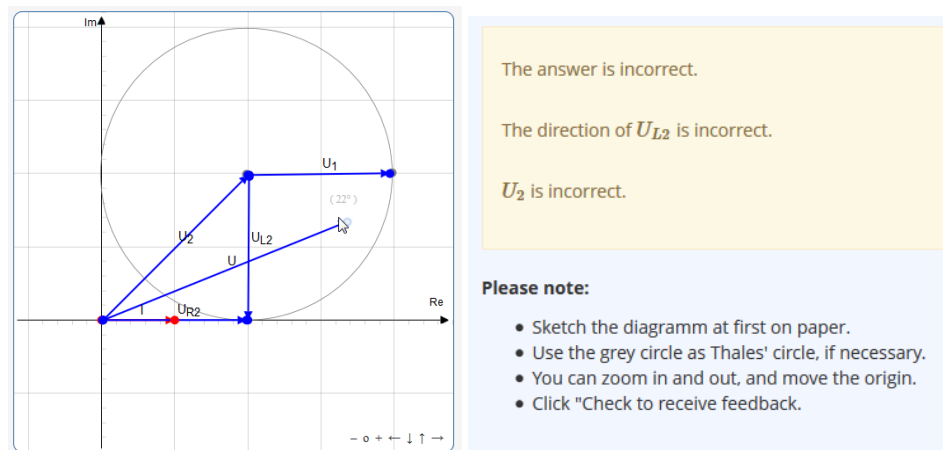 Im
U1
(22°)
U2
UL2
U
I
UR2
Re
− o + ← ↓ ↑ →
The answer is incorrect.
The direction of UL2 is incorrect.
U2 is incorrect.
Please note:
• Sketch the diagramm at first on paper.
• Use the grey circle as Thales' circle, if necessary.
• You can zoom in and out, and move the origin.
• Click "Check to receive feedback.